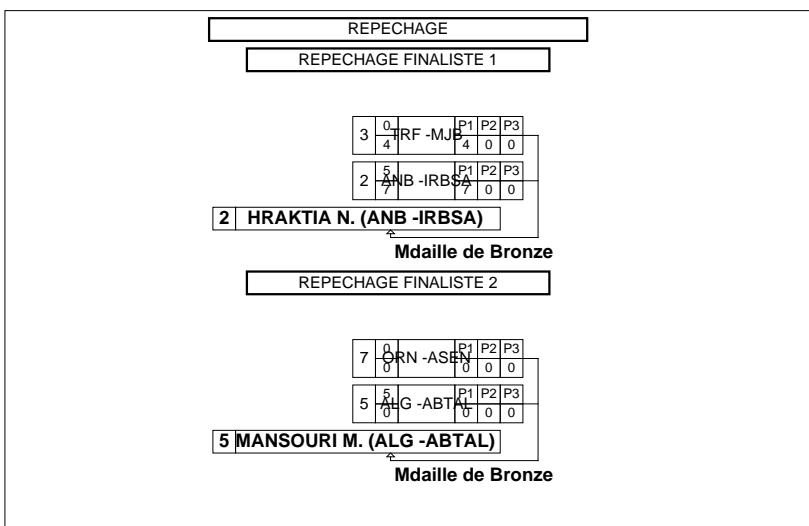 REPECHAGE
REPECHAGE FINALISTE 1
0 P1 P2 P3
3 TRF -MJB
4 4 0 0
5 P1 P2 P3
2 ANB -IRBSA
7 7 0 0
2 HRAKTIA N. (ANB -IRBSA)
Mdaille de Bronze
REPECHAGE FINALISTE 2
0 P1 P2 P3
7 ORN -ASEN
0 0 0 0
5 P1 P2 P3
5 ALG -ABTAL
0 0 0 0
5 MANSOURI M. (ALG -ABTAL)
Mdaille de Bronze